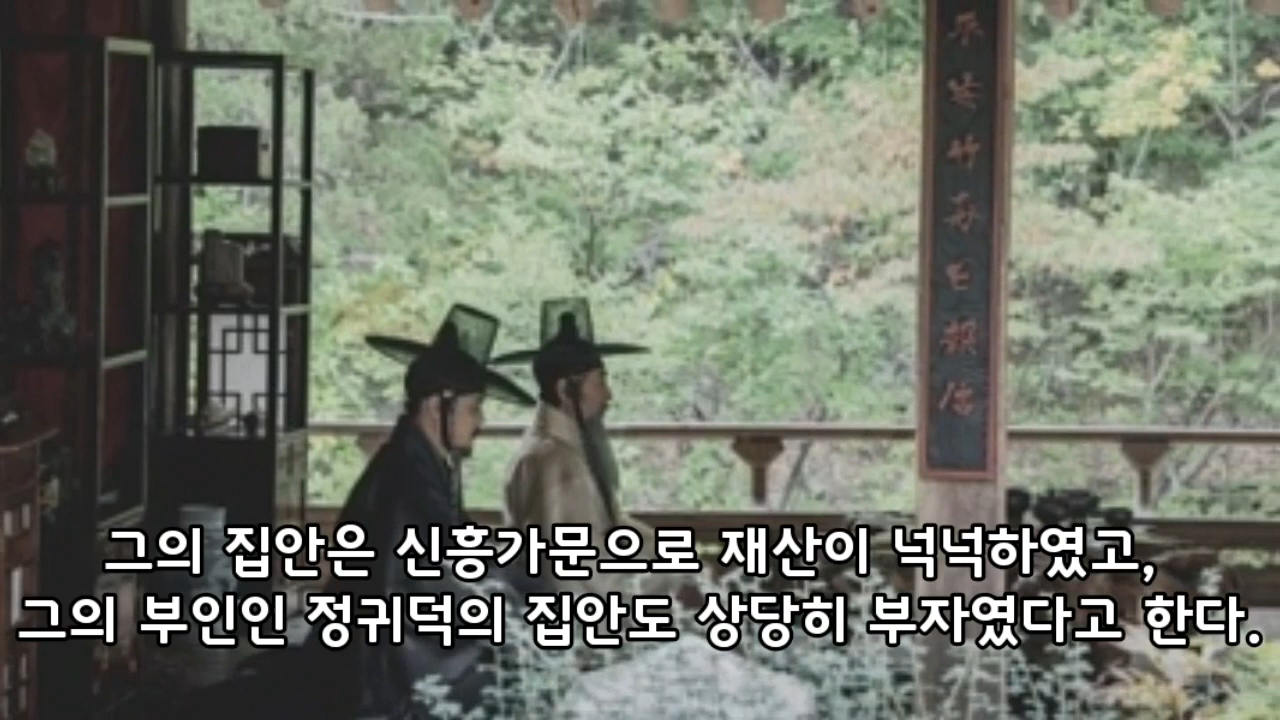 그의 집안은 신흥가문으로 재산이 넉넉하였고,
그의 부인인 정귀덕의 집안도 상당히 부자였다고 한다.